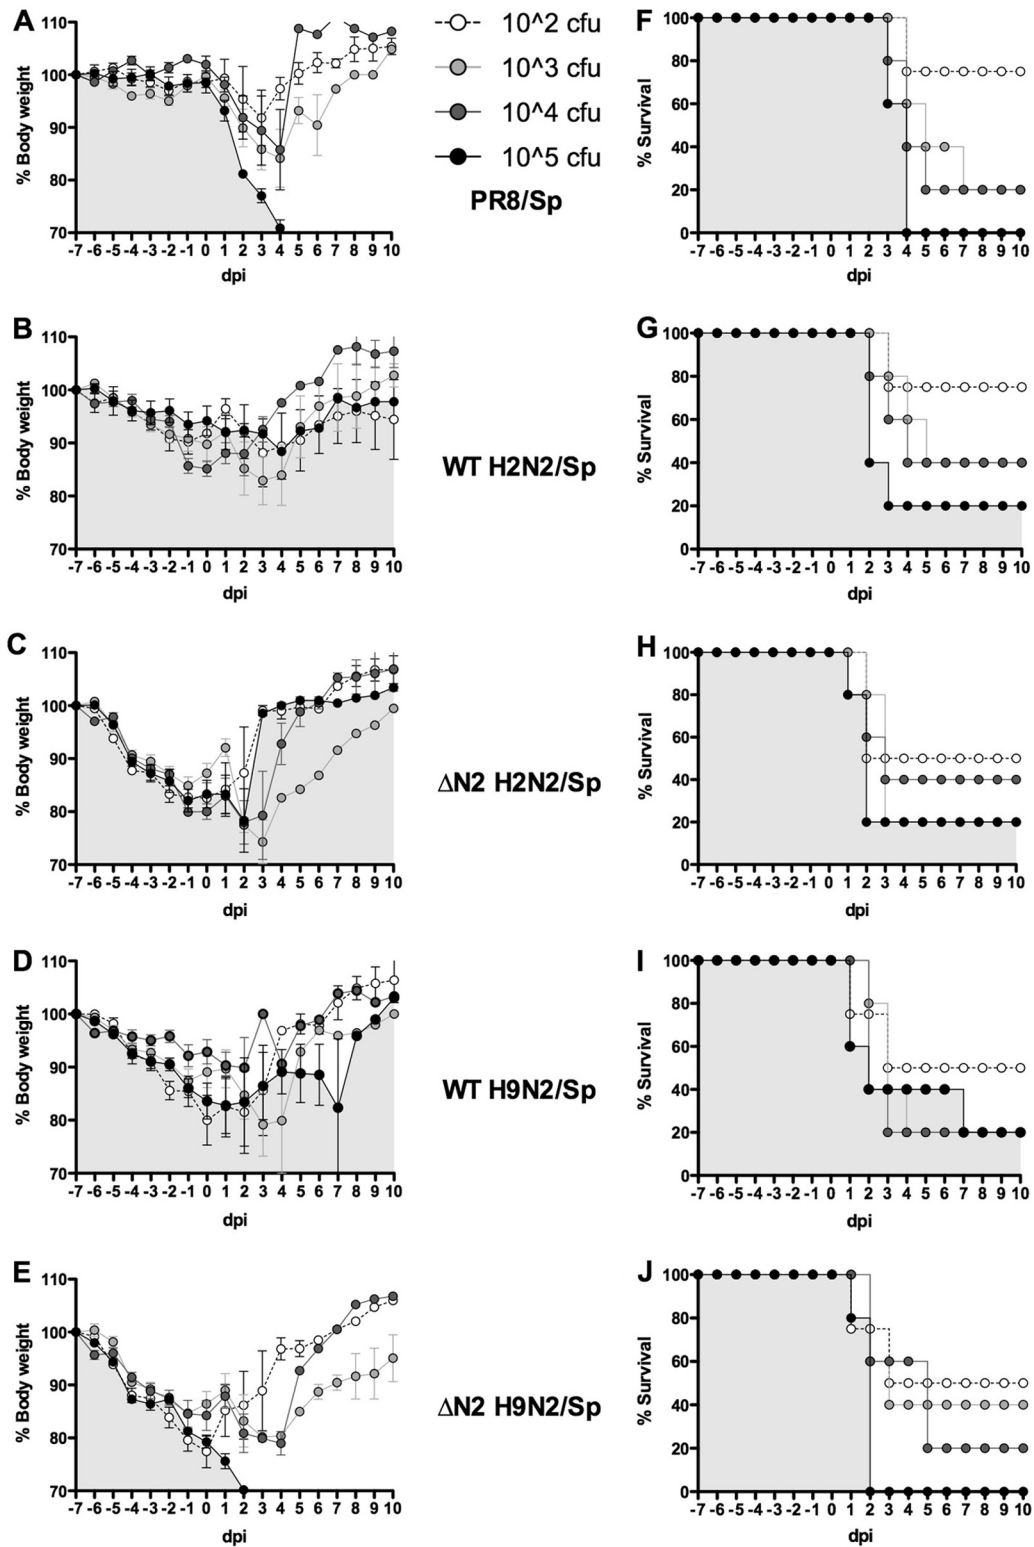 A
% Body weight
110
100
90
80
70
-7 -6 -5 -4 -3 -2 -1 0 1 2 3 4 5 6 7 8 9 10
dpi
10^2 cfu
10^3 cfu
10^4 cfu
10^5 cfu
PR8/Sp
F
% Survival
100
80
60
40
20
0
-7 -6 -5 -4 -3 -2 -1 0 1 2 3 4 5 6 7 8 9 10
dpi
B
% Body weight
110
100
90
80
70
-7 -6 -5 -4 -3 -2 -1 0 1 2 3 4 5 6 7 8 9 10
dpi
WT H2N2/Sp
G
% Survival
100
80
60
40
20
0
-7 -6 -5 -4 -3 -2 -1 0 1 2 3 4 5 6 7 8 9 10
dpi
C
% Body weight
110
100
90
80
70
-7 -6 -5 -4 -3 -2 -1 0 1 2 3 4 5 6 7 8 9 10
dpi
ΔN2 H2N2/Sp
H
% Survival
100
80
60
40
20
0
-7 -6 -5 -4 -3 -2 -1 0 1 2 3 4 5 6 7 8 9 10
dpi
D
% Body weight
110
100
90
80
70
-7 -6 -5 -4 -3 -2 -1 0 1 2 3 4 5 6 7 8 9 10
dpi
WT H9N2/Sp
I
% Survival
100
80
60
40
20
0
-7 -6 -5 -4 -3 -2 -1 0 1 2 3 4 5 6 7 8 9 10
dpi
E
% Body weight
110
100
90
80
70
-7 -6 -5 -4 -3 -2 -1 0 1 2 3 4 5 6 7 8 9 10
dpi
ΔN2 H9N2/Sp
J
% Survival
100
80
60
40
20
0
-7 -6 -5 -4 -3 -2 -1 0 1 2 3 4 5 6 7 8 9 10
dpi